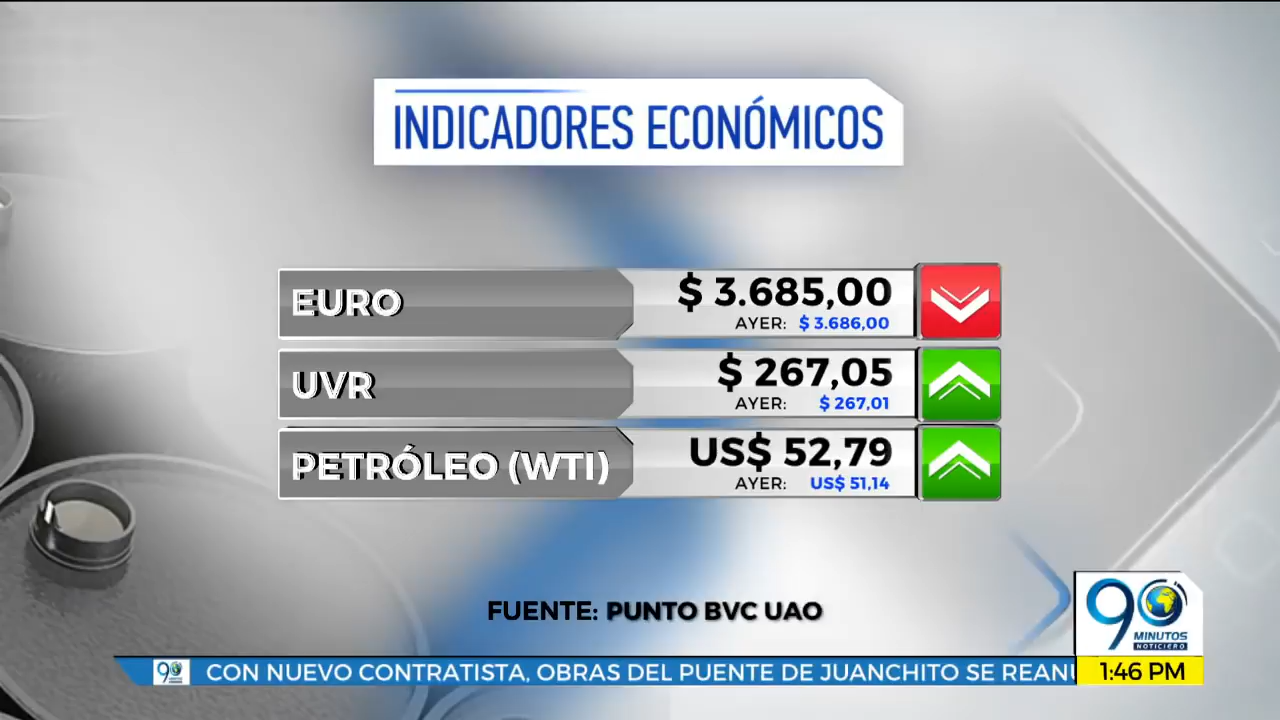 INDICADORES ECONÓMICOS
EURO
$ 3.685,00
AYER: $ 3.686,00
UVR
$ 267,05
AYER: $ 267,01
PETRÓLEO (WTI)
US$ 52,79
AYER: US$ 51,14
FUENTE: PUNTO BVC UAO
90
MINUTOS
NOTICIERO
90
CON NUEVO CONTRATISTA, OBRAS DEL PUENTE DE JUANCHITO SE REANU
1:46 PM